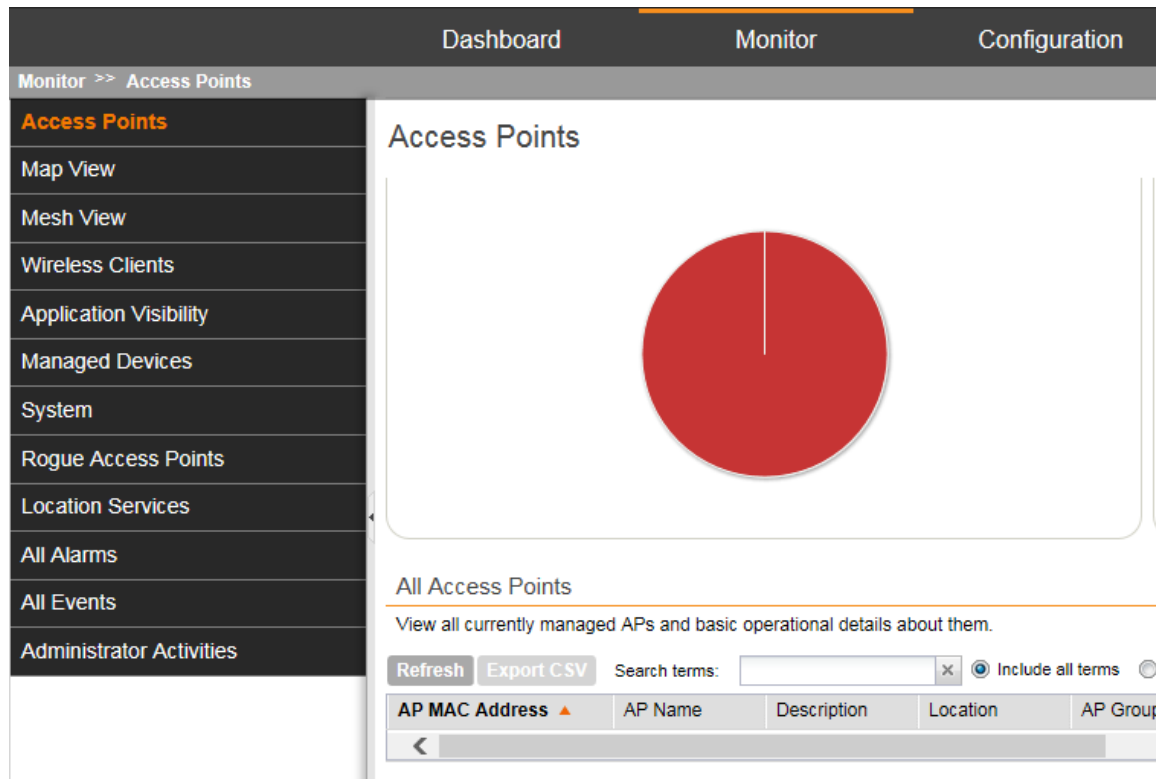 Dashboard Monitor Configuration
Monitor >> Access Points
Access Points
Map View
Mesh View
Wireless Clients
Application Visibility
Managed Devices
System
Rogue Access Points
Location Services
All Alarms
All Events
Administrator Activities
Access Points
All Access Points
View all currently managed APs and basic operational details about them.
Refresh Export CSV Search terms: Include all terms
AP MAC Address AP Name Description Location AP Group